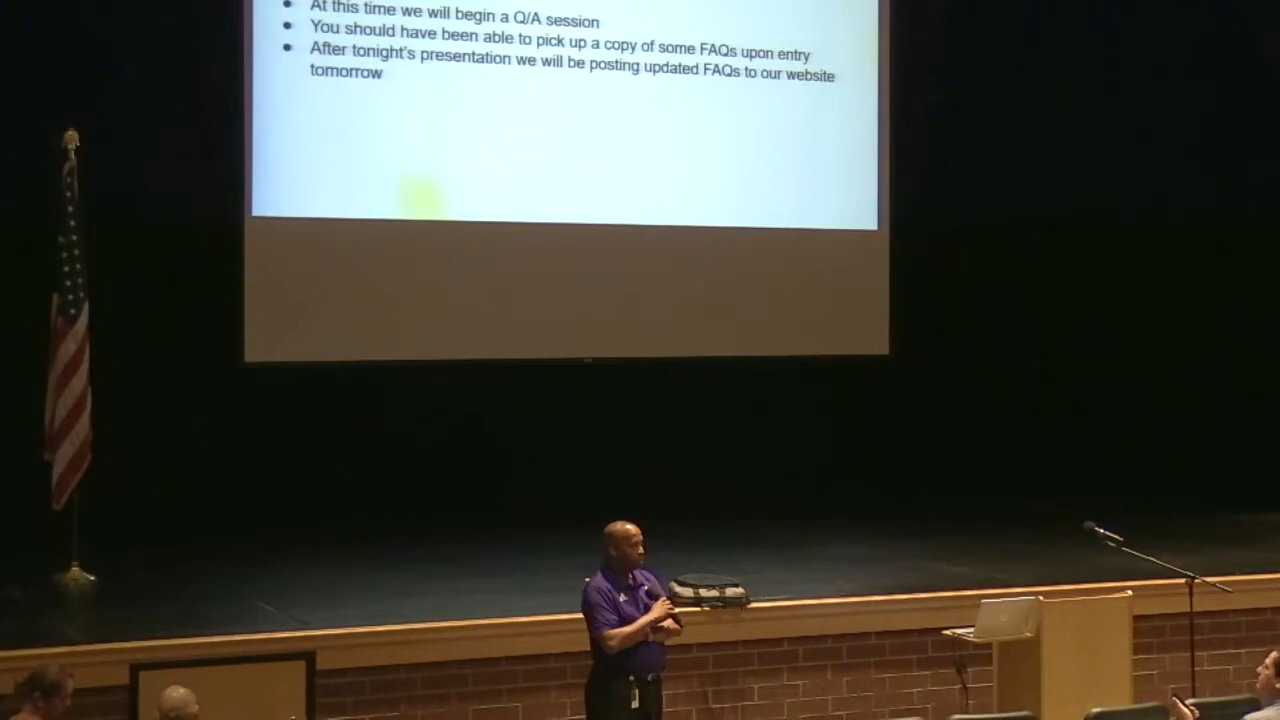 At this time we will begin a Q/A session
You should have been able to pick up a copy of some FAQs upon entry
After tonight's presentation we will be posting updated FAQs to our website
tomorrow